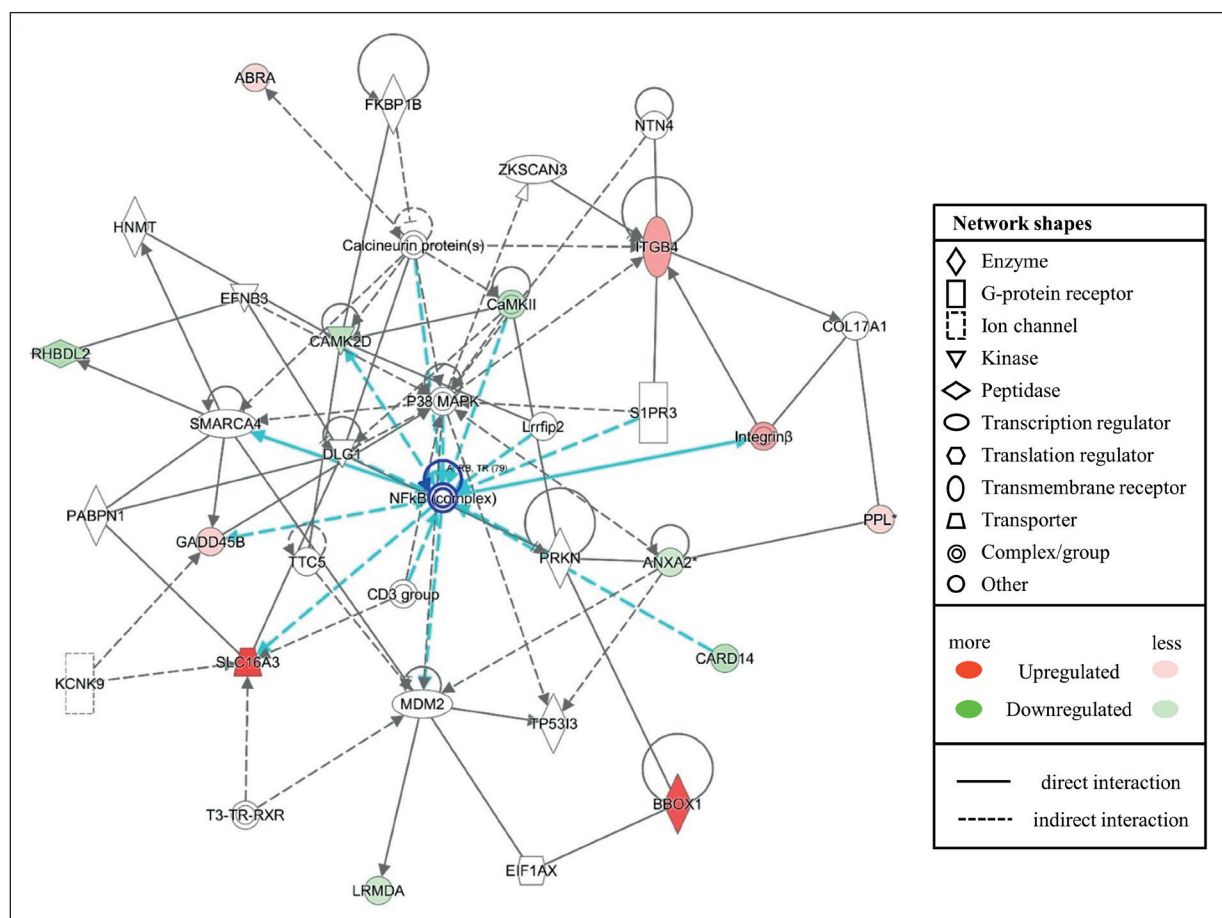 ABRA
FKBP1B
NTN4
ZKSCAN3
HNMT
Calcineurin protein(s)
ITGB4
EFNB3
CaMKII
COL17A1
CAMK2D
RHBDL2
P38 MAPK
S1PR3
SMARCA4
Lrrfip2
Integrinβ
DLG1
RB, TR (79)
NFkB (complex)
PABPN1
PPL*
GADD45B
TTC5
PRKN
ANXA2*
CD3 group
SLC16A3
CARD14
KCNK9
MDM2
TP53I3
BBOX1
T3-TR-RXR
EIF1AX
LRMDA
Network shapes
Enzyme
G-protein receptor
Ion channel
Kinase
Peptidase
Transcription regulator
Translation regulator
Transmembrane receptor
Transporter
Complex/group
Other
more less
Upregulated
Downregulated
direct interaction
indirect interaction